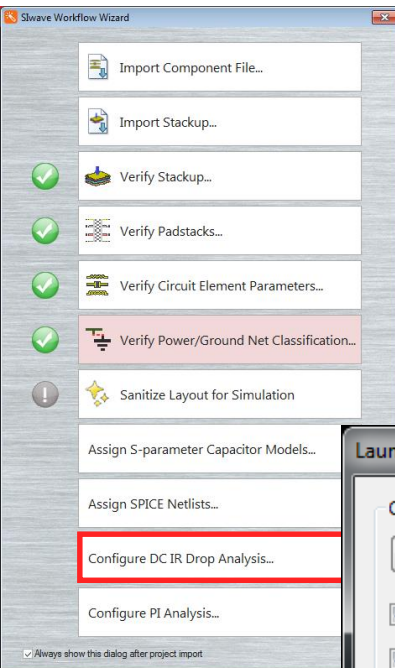 SIwave Workflow Wizard
Import Component File...
Import Stackup...
Verify Stackup...
Verify Padstacks...
Verify Circuit Element Parameters...
Verify Power/Ground Net Classification...
Sanitize Layout for Simulation
Assign S-parameter Capacitor Models...
Laun
Assign SPICE Netlists...
Configure DC IR Drop Analysis...
Configure PI Analysis...
Always show this dialog after project import